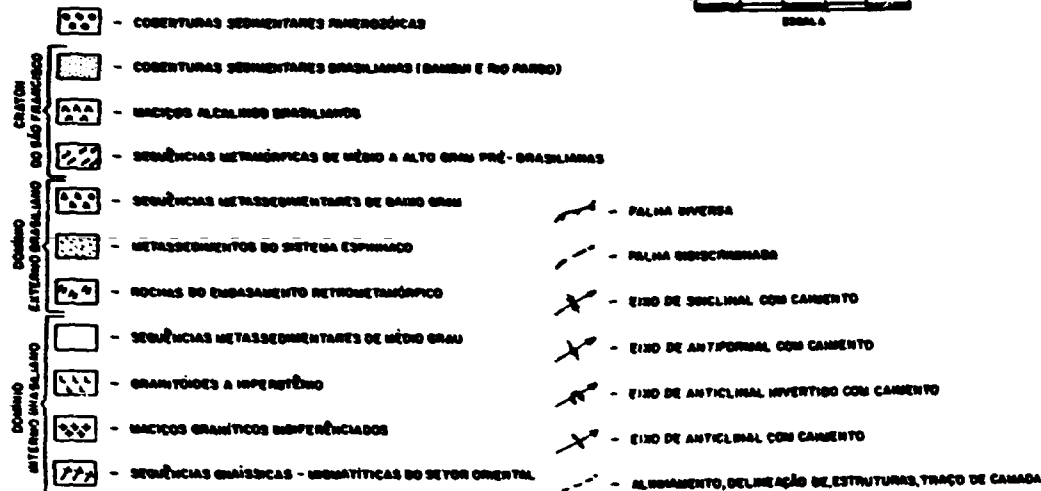 ESCALA
- COBERTURAS SEDIMENTARES FANEROZÓICAS
CRATON DO SÃO FRANCISCO
- COBERTURAS SEDIMENTARES BRASILIANAS (BAMBUI E RIO PARDO)
- MACIÇOS ALCALINOS BRASILIANOS
- SEQUÊNCIAS METAMÓRFICAS DE MÉDIO A ALTO GRAU PRÉ-BRASILIANAS
DOMÍNIO EXTERNO BRASILIANO
- SEQUÊNCIAS METASSEDIMENTARES DE BAIXO GRAU
- METASSEDIMENTOS DO SISTEMA ESPINHAÇO
- ROCHAS DO EMBASAMENTO RETROMETAMÓRFICO
DOMÍNIO INTERNO BRASILIANO
- SEQUÊNCIAS METASSEDIMENTARES DE MÉDIO GRAU
- GRANITÓIDES A HIPERSTÊNIO
- MACIÇOS GRANÍTICOS INDIFERÊNCIADOS
- SEQUÊNCIAS GNÁISSICAS - MIGMATÍTICAS DO SETOR ORIENTAL
- FALHA INVERSA
- FALHA INDISCRIMINADA
- EIXO DE SINCLINAL COM CAIMENTO
- EIXO DE ANTIFORMAL COM CAIMENTO
- EIXO DE ANTICLINAL INVERTIDO COM CAIMENTO
- EIXO DE ANTICLINAL COM CAIMENTO
- ALINHAMENTO, DELINEAÇÃO DE, ESTRUTURAS, TRAÇO DE CAMADA